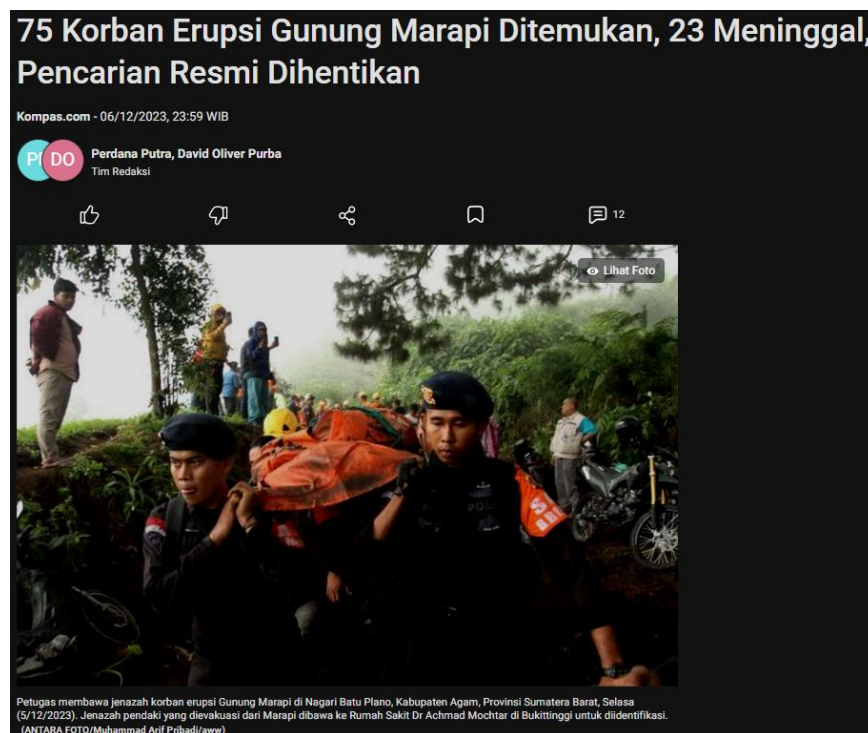 75 Korban Erupsi Gunung Marapi Ditemukan, 23 Meninggal,
Pencarian Resmi Dihentikan
Kompas.com - 06/12/2023, 23:59 WIB
DO
Perdana Putra, David Oliver Purba
Tim Redaksi
12
Lihat Foto
POLI
Petugas membawa jenazah korban erupsi Gunung Marapi di Nagari Batu Plano, Kabupaten Agam, Provinsi Sumatera Barat, Selasa
(5/12/2023). Jenazah pendaki yang dievakuasi dari Marapi dibawa ke Rumah Sakit Dr Achmad Mochtar di Bukittinggi untuk diidentifikasi.
(ANTARA FOTO/Muhammad Arif Pribadi/aww)